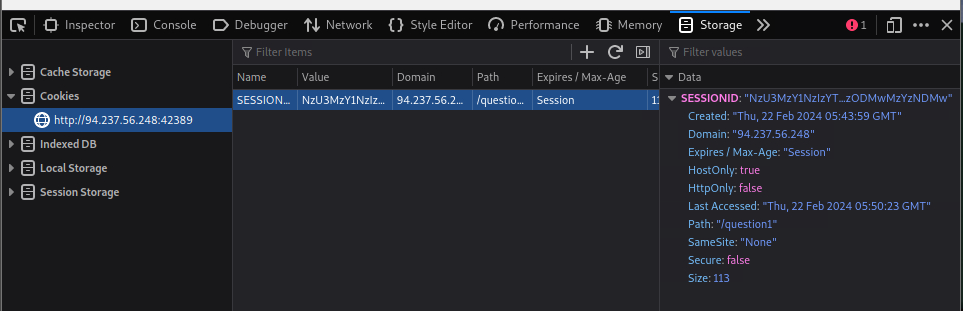 Inspector Console Debugger Network Style Editor Performance Memory Storage 1
Filter Items
Filter values
Cache Storage
Cookies
http://94.237.56.248:42389
Indexed DB
Local Storage
Session Storage
Name Value Domain Path Expires / Max-Age S
SESSION... NzU3MzY1NzIz... 94.237.56.2... /questio... Session 11
Data
SESSIONID: "NzU3MzY1NzIzYT...zODMwMzYzNDMw"
Created: "Thu, 22 Feb 2024 05:43:59 GMT"
Domain: "94.237.56.248"
Expires / Max-Age: "Session"
HostOnly: true
HttpOnly: false
Last Accessed: "Thu, 22 Feb 2024 05:50:23 GMT"
Path: "/question1"
SameSite: "None"
Secure: false
Size: 113